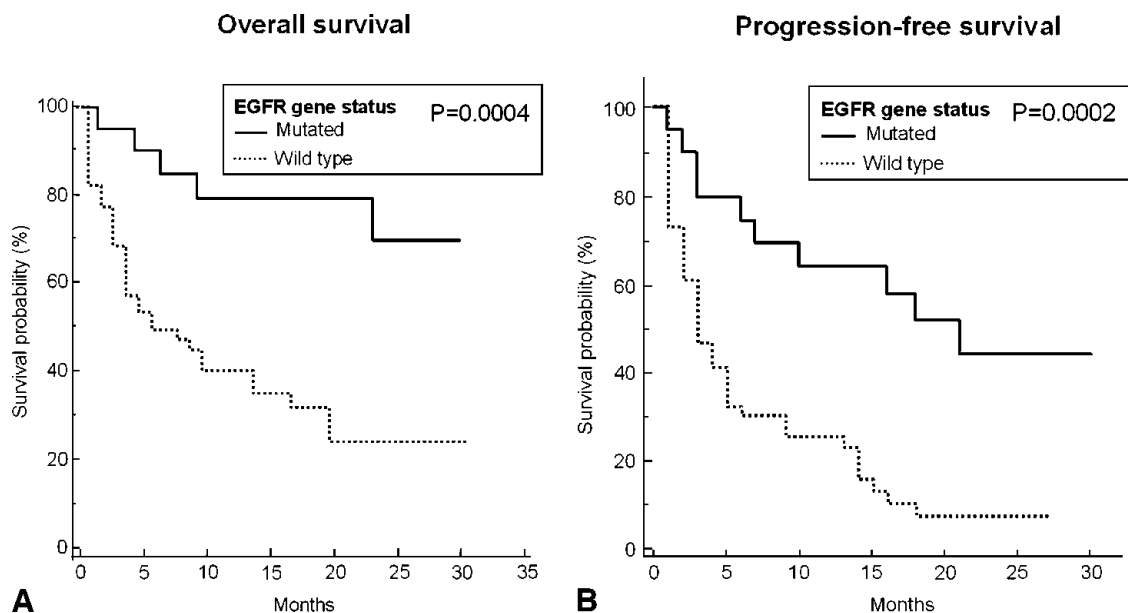 Overall survival
EGFR gene status P=0.0004
Mutated
Wild type
Survival probability (%)
100
80
60
40
20
0
0 5 10 15 20 25 30 35
Months
A
Progression-free survival
EGFR gene status P=0.0002
Mutated
Wild type
Survival probability (%)
100
80
60
40
20
0
0 5 10 15 20 25 30
Months
B